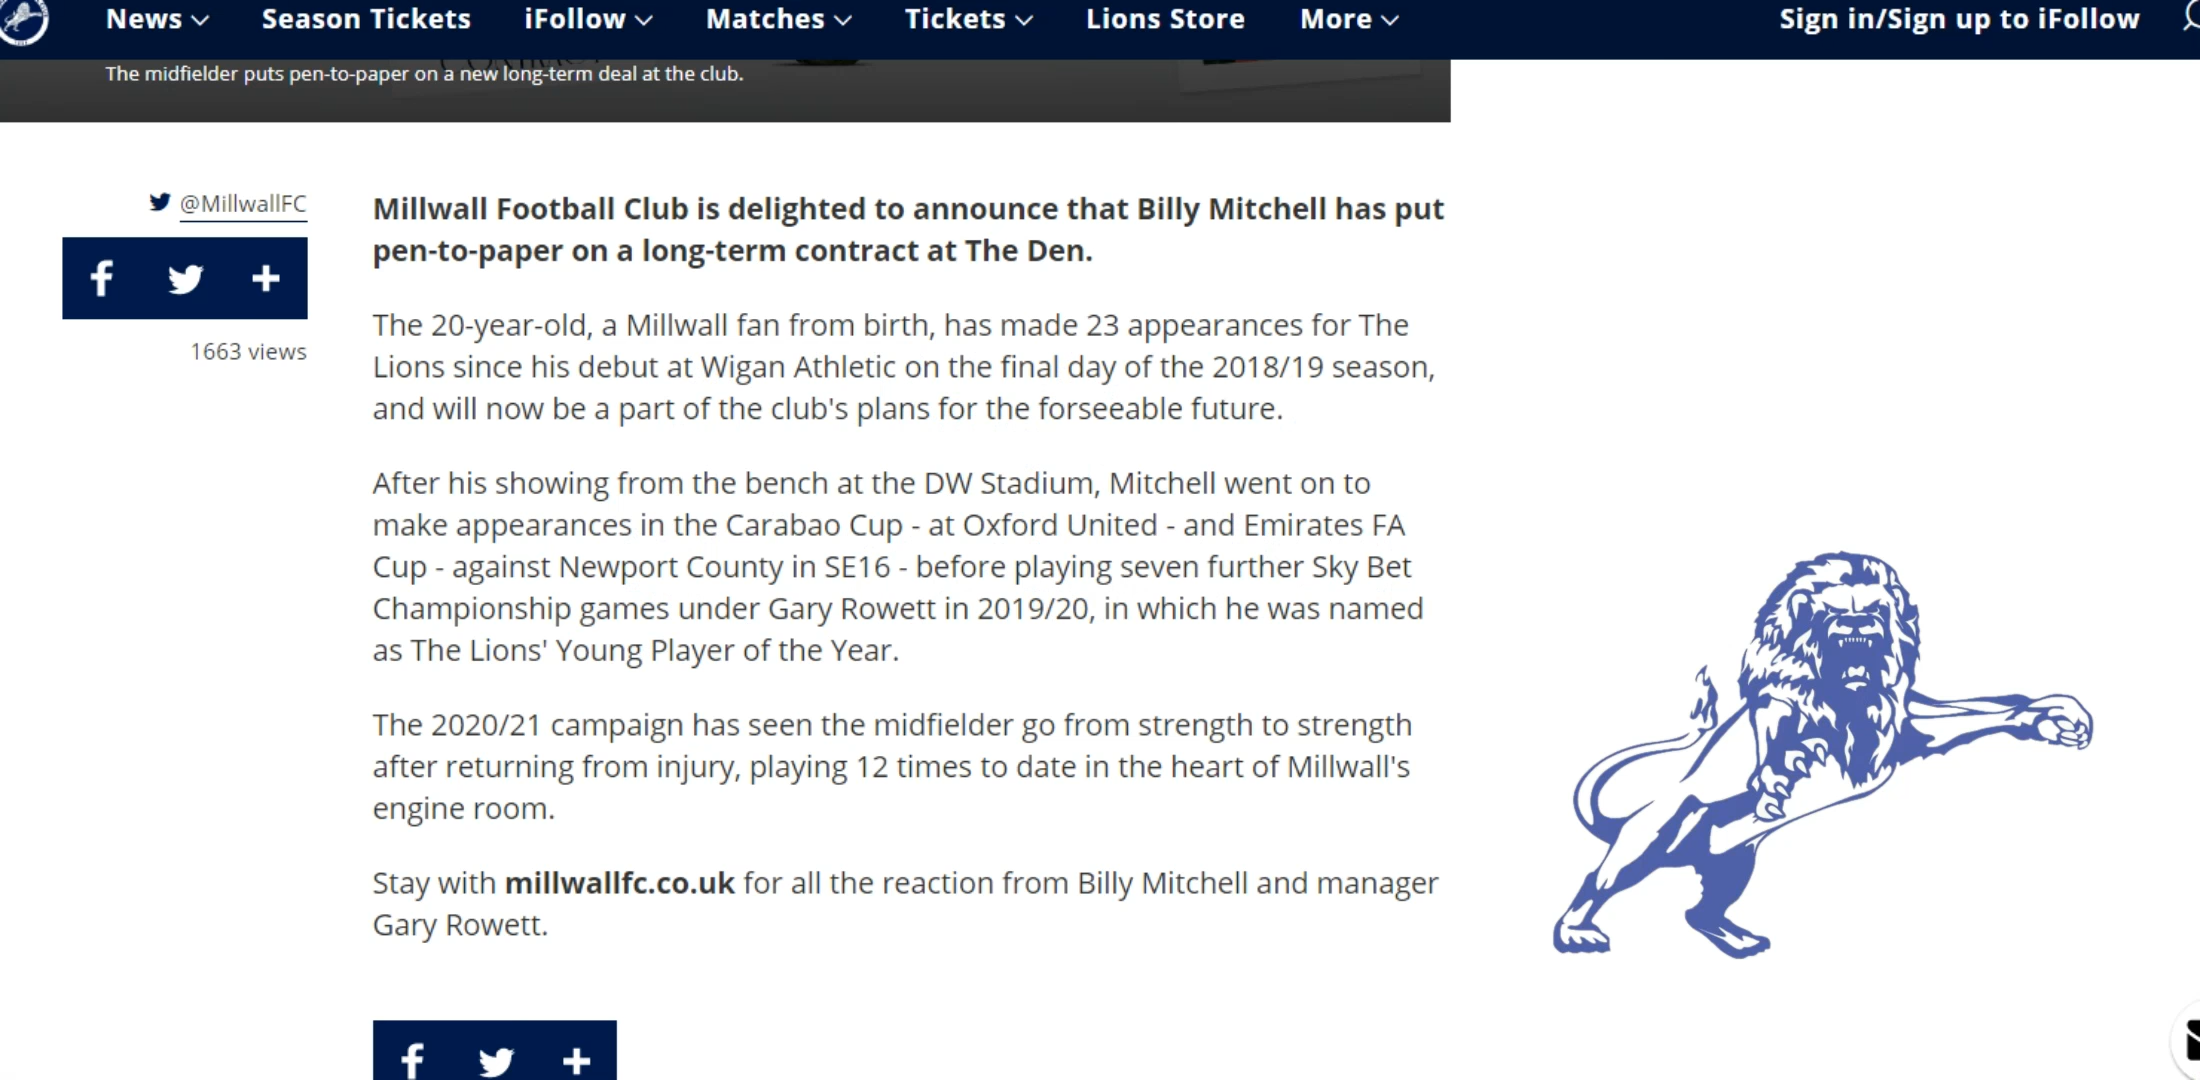 News Season Tickets iFollow Matches Tickets Lions Store More Sign in/Sign up to iFollow
The midfielder puts pen-to-paper on a new long-term deal at the club.
@MillwallFC
1663 views
Millwall Football Club is delighted to announce that Billy Mitchell has put
pen-to-paper on a long-term contract at The Den.
The 20-year-old, a Millwall fan from birth, has made 23 appearances for The
Lions since his debut at Wigan Athletic on the final day of the 2018/19 season,
and will now be a part of the club's plans for the forseeable future.
After his showing from the bench at the DW Stadium, Mitchell went on to
make appearances in the Carabao Cup - at Oxford United - and Emirates FA
Cup - against Newport County in SE16 - before playing seven further Sky Bet
Championship games under Gary Rowett in 2019/20, in which he was named
as The Lions' Young Player of the Year.
The 2020/21 campaign has seen the midfielder go from strength to strength
after returning from injury, playing 12 times to date in the heart of Millwall's
engine room.
Stay with millwallfc.co.uk for all the reaction from Billy Mitchell and manager
Gary Rowett.